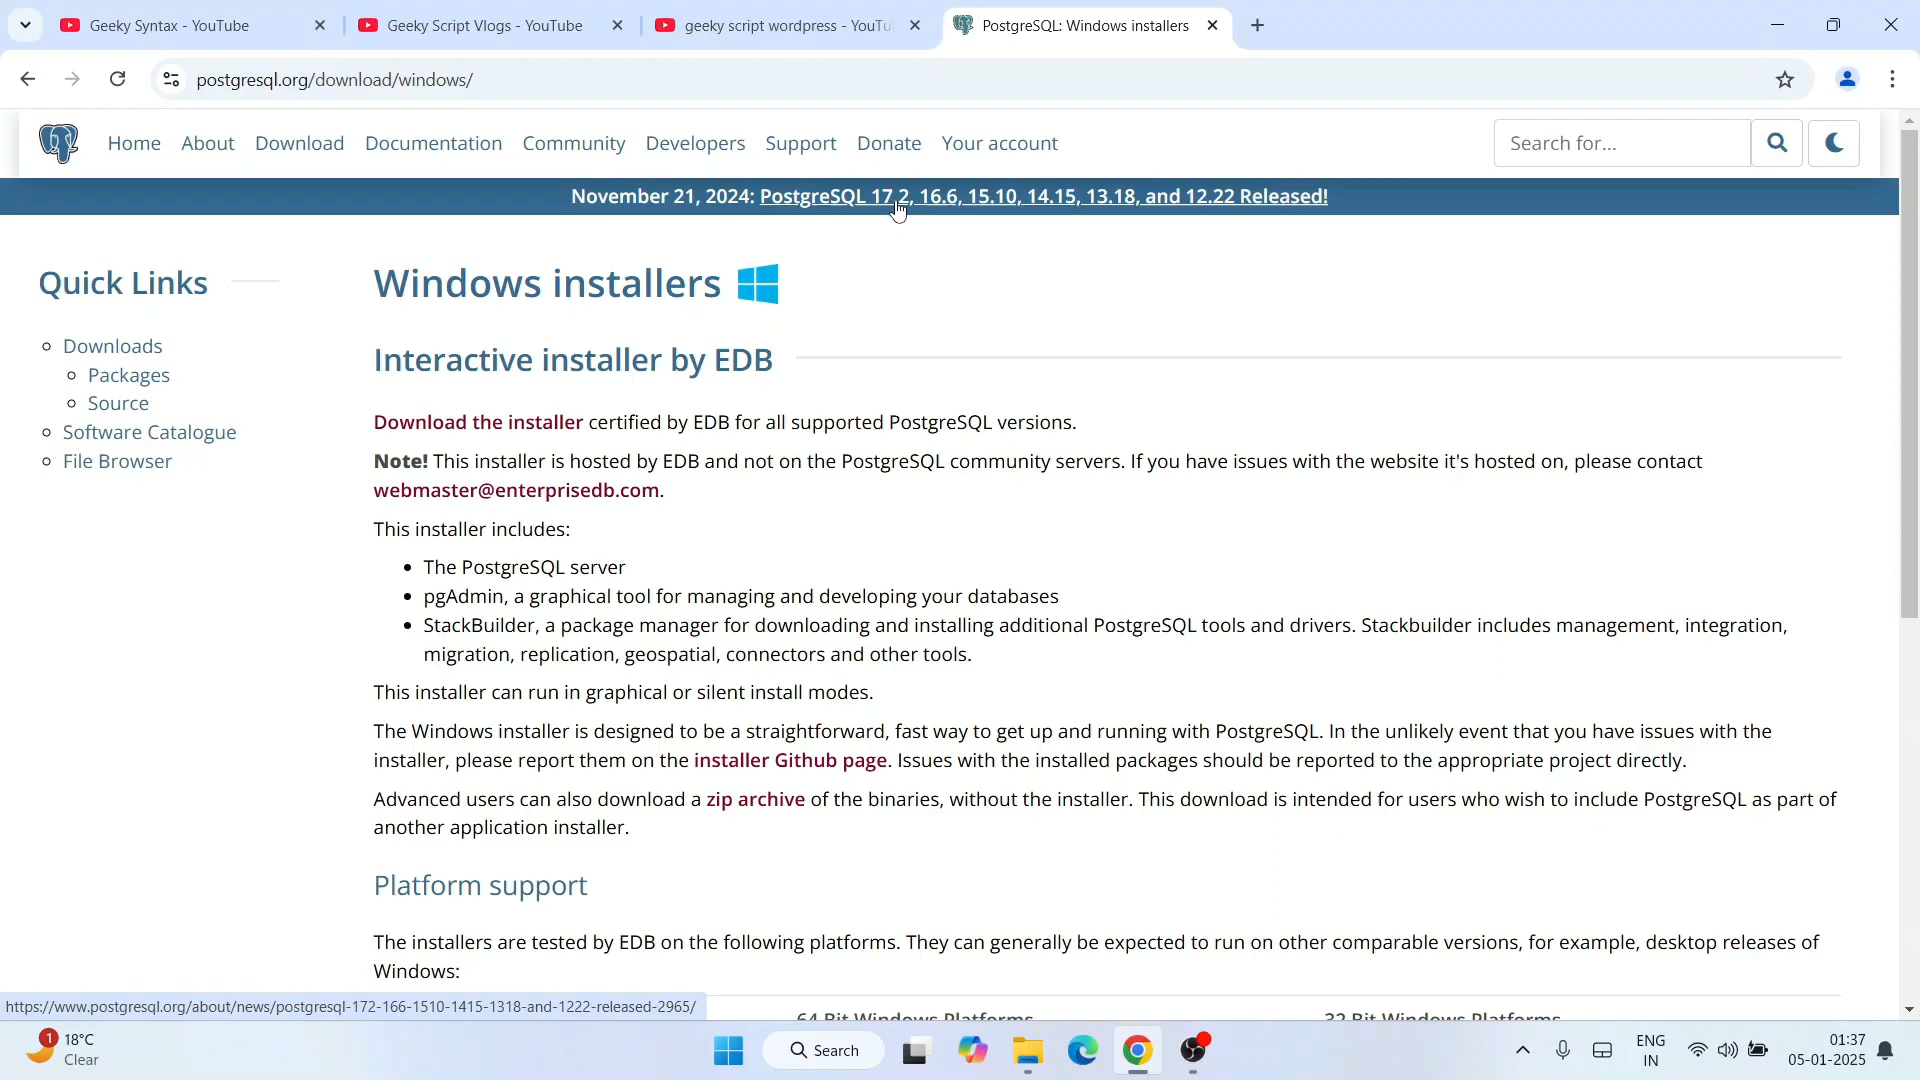 Geeky Syntax - YouTube
Geeky Script Vlogs - YouTube
geeky script wordpress - YouTu
PostgreSQL: Windows installers
postgresql.org/download/windows/
Home About Download Documentation Community Developers Support Donate Your account
Search for...
November 21, 2024: PostgreSQL 17.2, 16.6, 15.10, 14.15, 13.18, and 12.22 Released!
Quick Links
Downloads
Packages
Source
Software Catalogue
File Browser
Windows installers
Interactive installer by EDB
Download the installer certified by EDB for all supported PostgreSQL versions.
Note! This installer is hosted by EDB and not on the PostgreSQL community servers. If you have issues with the website it's hosted on, please contact
webmaster@enterprisedb.com.
This installer includes:
The PostgreSQL server
pgAdmin, a graphical tool for managing and developing your databases
StackBuilder, a package manager for downloading and installing additional PostgreSQL tools and drivers. Stackbuilder includes management, integration,
migration, replication, geospatial, connectors and other tools.
This installer can run in graphical or silent install modes.
The Windows installer is designed to be a straightforward, fast way to get up and running with PostgreSQL. In the unlikely event that you have issues with the
installer, please report them on the installer Github page. Issues with the installed packages should be reported to the appropriate project directly.
Advanced users can also download a zip archive of the binaries, without the installer. This download is intended for users who wish to include PostgreSQL as part of
another application installer.
Platform support
The installers are tested by EDB on the following platforms. They can generally be expected to run on other comparable versions, for example, desktop releases of
Windows:
64 Bit Windows Platforms
32 Bit Windows Platforms
https://www.postgresql.org/about/news/postgresql-172-166-1510-1415-1318-and-1222-released-2965/
1
18°C
Clear
Search
ENG
IN
01:37
05-01-2025